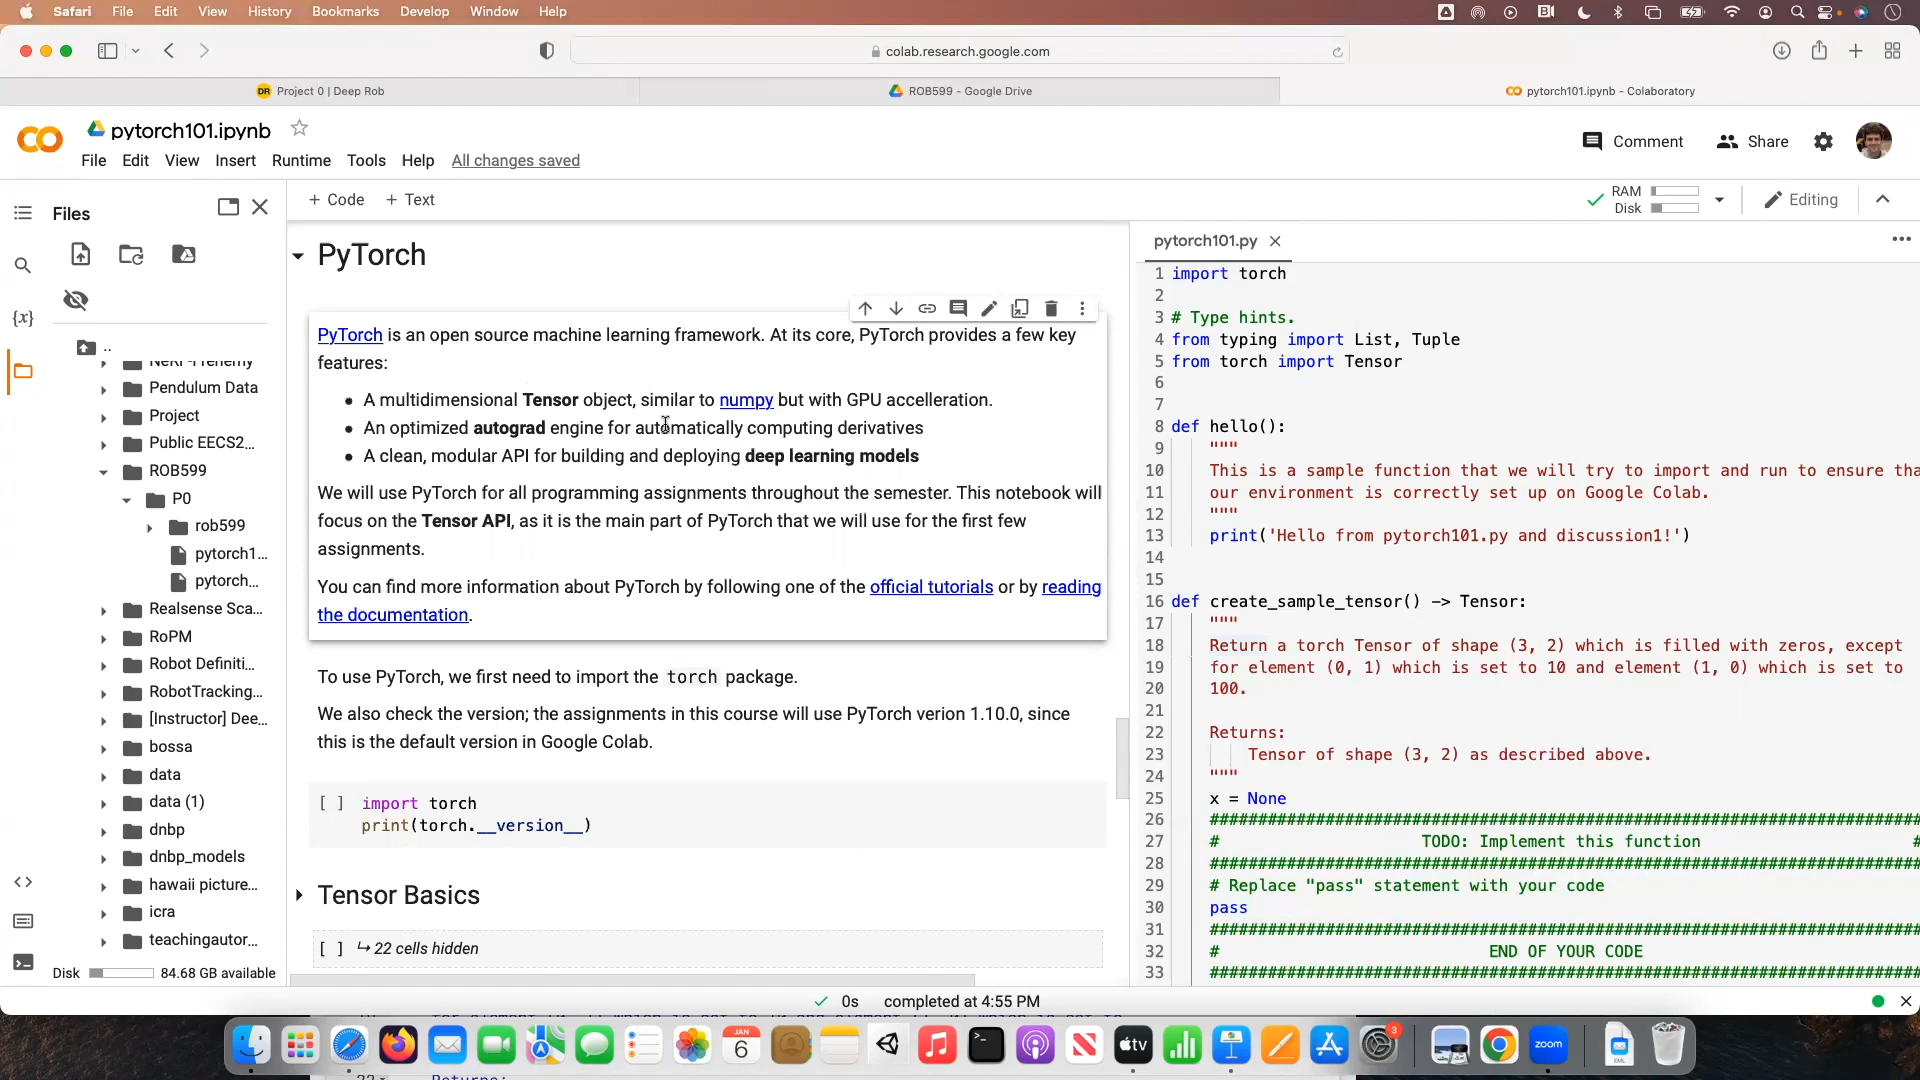 Safari File Edit View History Bookmarks Develop Window Help
colab.research.google.com
DR Project 0 | Deep Rob
ROB599 - Google Drive
pytorch101.ipynb - Colaboratory
pytorch101.ipynb
File Edit View Insert Runtime Tools Help All changes saved
Comment Share
Files
+ Code + Text
RAM
Disk
Editing
..
NeRF-Frenemy
Pendulum Data
Project
Public EECS2...
ROB599
P0
rob599
pytorch1...
pytorch...
Realsense Sca...
RoPM
Robot Definiti...
RobotTracking...
[Instructor] Dee...
bossa
data
data (1)
dnbp
dnbp_models
hawaii picture...
icra
teachingautor...
Disk 84.68 GB available
PyTorch
PyTorch is an open source machine learning framework. At its core, PyTorch provides a few key
features:
• A multidimensional Tensor object, similar to numpy but with GPU accelleration.
• An optimized autograd engine for automatically computing derivatives
• A clean, modular API for building and deploying deep learning models
We will use PyTorch for all programming assignments throughout the semester. This notebook will
focus on the Tensor API, as it is the main part of PyTorch that we will use for the first few
assignments.
You can find more information about PyTorch by following one of the official tutorials or by reading
the documentation.
To use PyTorch, we first need to import the torch package.
We also check the version; the assignments in this course will use PyTorch verion 1.10.0, since
this is the default version in Google Colab.
[ ] import torch
print(torch.__version__)
Tensor Basics
[ ] ↳ 22 cells hidden
pytorch101.py
1 import torch
2
3 # Type hints.
4 from typing import List, Tuple
5 from torch import Tensor
6
7
8 def hello():
9 """
10 This is a sample function that we will try to import and run to ensure tha
11 our environment is correctly set up on Google Colab.
12 """
13 print('Hello from pytorch101.py and discussion1!')
14
15
16 def create_sample_tensor() -> Tensor:
17 """
18 Return a torch Tensor of shape (3, 2) which is filled with zeros, except
19 for element (0, 1) which is set to 10 and element (1, 0) which is set to
20 100.
21
22 Returns:
23 Tensor of shape (3, 2) as described above.
24 """
25 x = None
26 ##########################################################################
27 # TODO: Implement this function #
28 ##########################################################################
29 # Replace "pass" statement with your code
30 pass
31 ##########################################################################
32 # END OF YOUR CODE
33 ##########################################################################
0s completed at 4:55 PM
JAN
6
tv
3
zoom
EML
Returns: